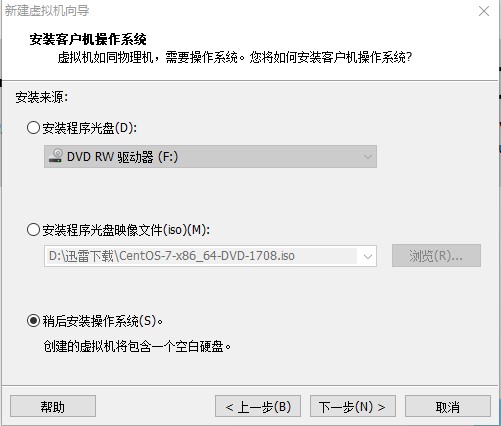 新建虚拟机向导
安装客户机操作系统
虚拟机如同物理机，需要操作系统。您将如何安装客户机操作系统?
安装来源:
安装程序光盘(D):
DVD RW 驱动器 (F:)
安装程序光盘映像文件(iso)(M):
D:\迅雷下载\CentOS-7-x86_64-DVD-1708.iso
浏览(R)...
稍后安装操作系统(S)。
创建的虚拟机将包含一个空白硬盘。
帮助
< 上一步(B)
下一步(N) >
取消